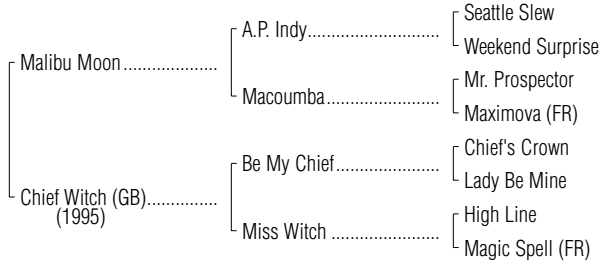 Seattle Slew
A.P. Indy
Weekend Surprise
Malibu Moon
Mr. Prospector
Macoumba
Maximova (FR)
Chief's Crown
Be My Chief
Lady Be Mine
Chief Witch (GB)
(1995)
High Line
Miss Witch
Magic Spell (FR)